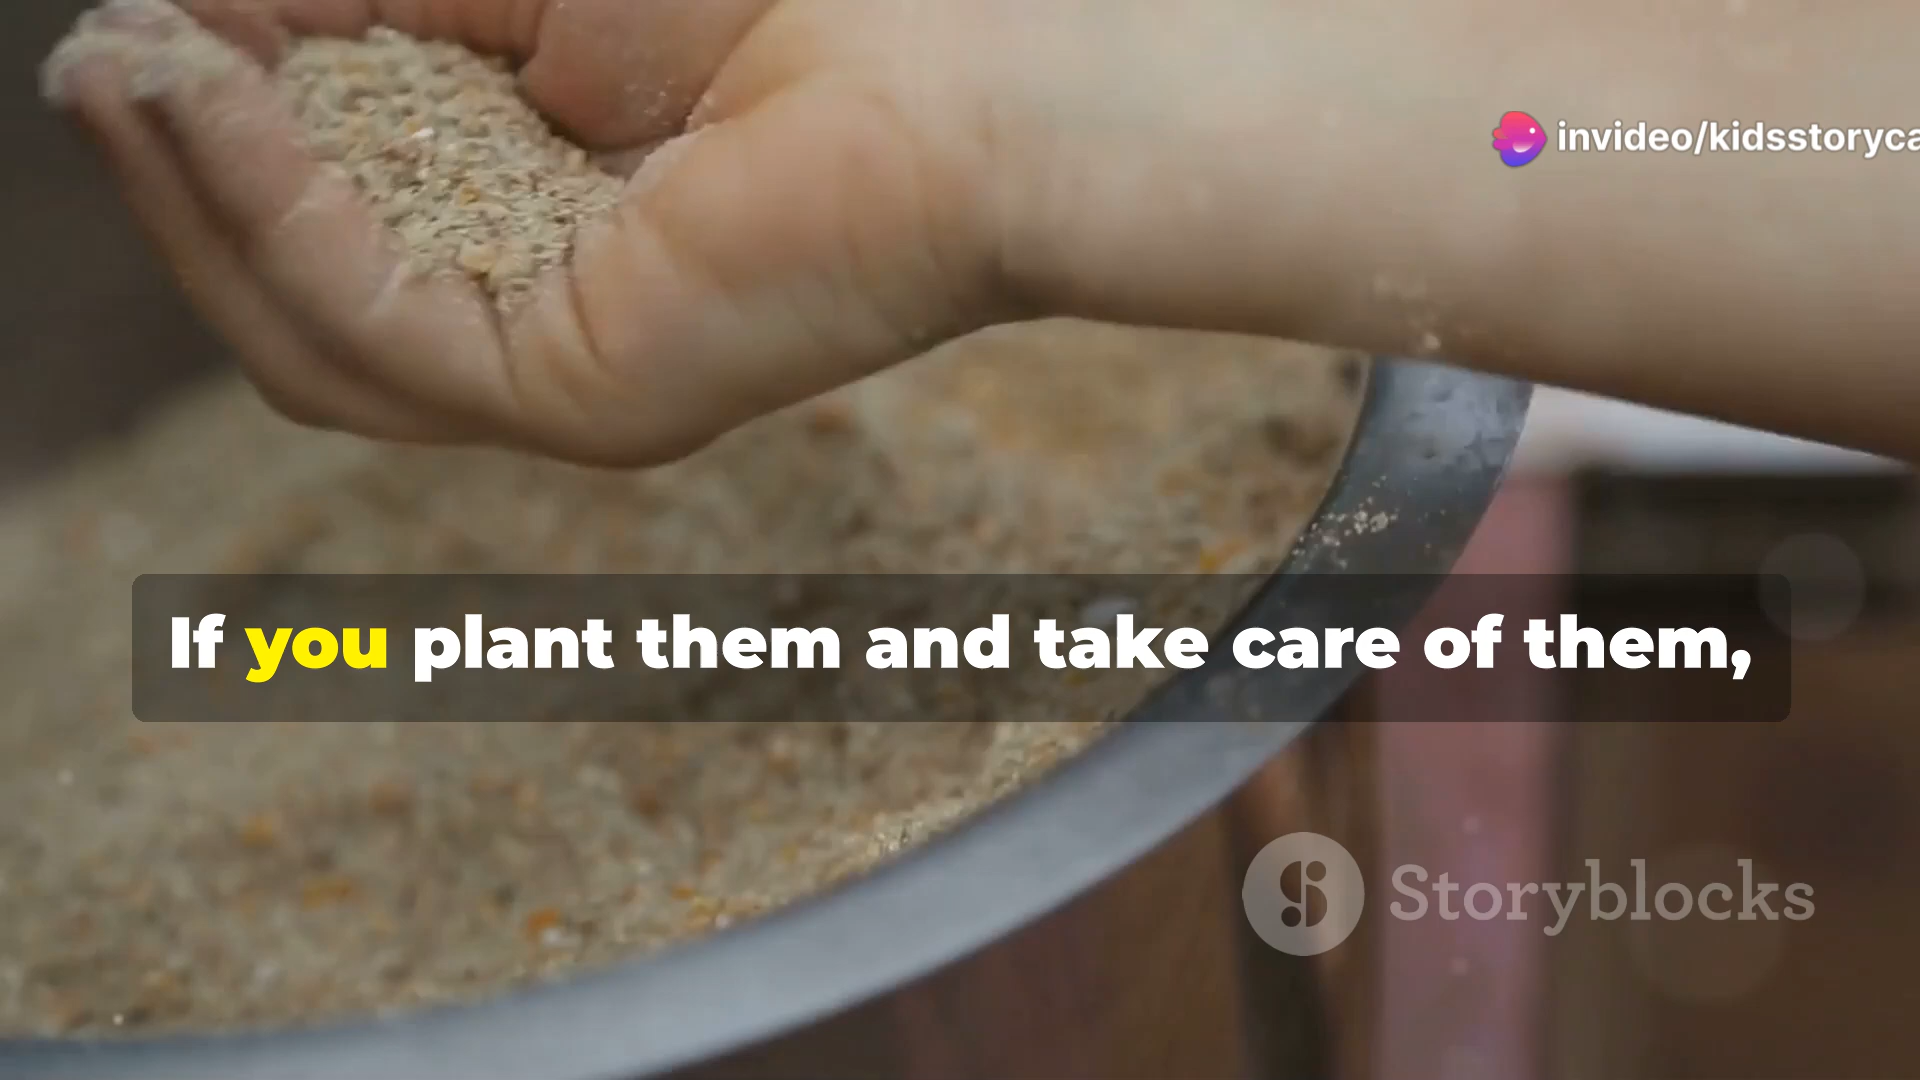 invideo/kidsstoryca
If you plant them and take care of them,
Storyblocks